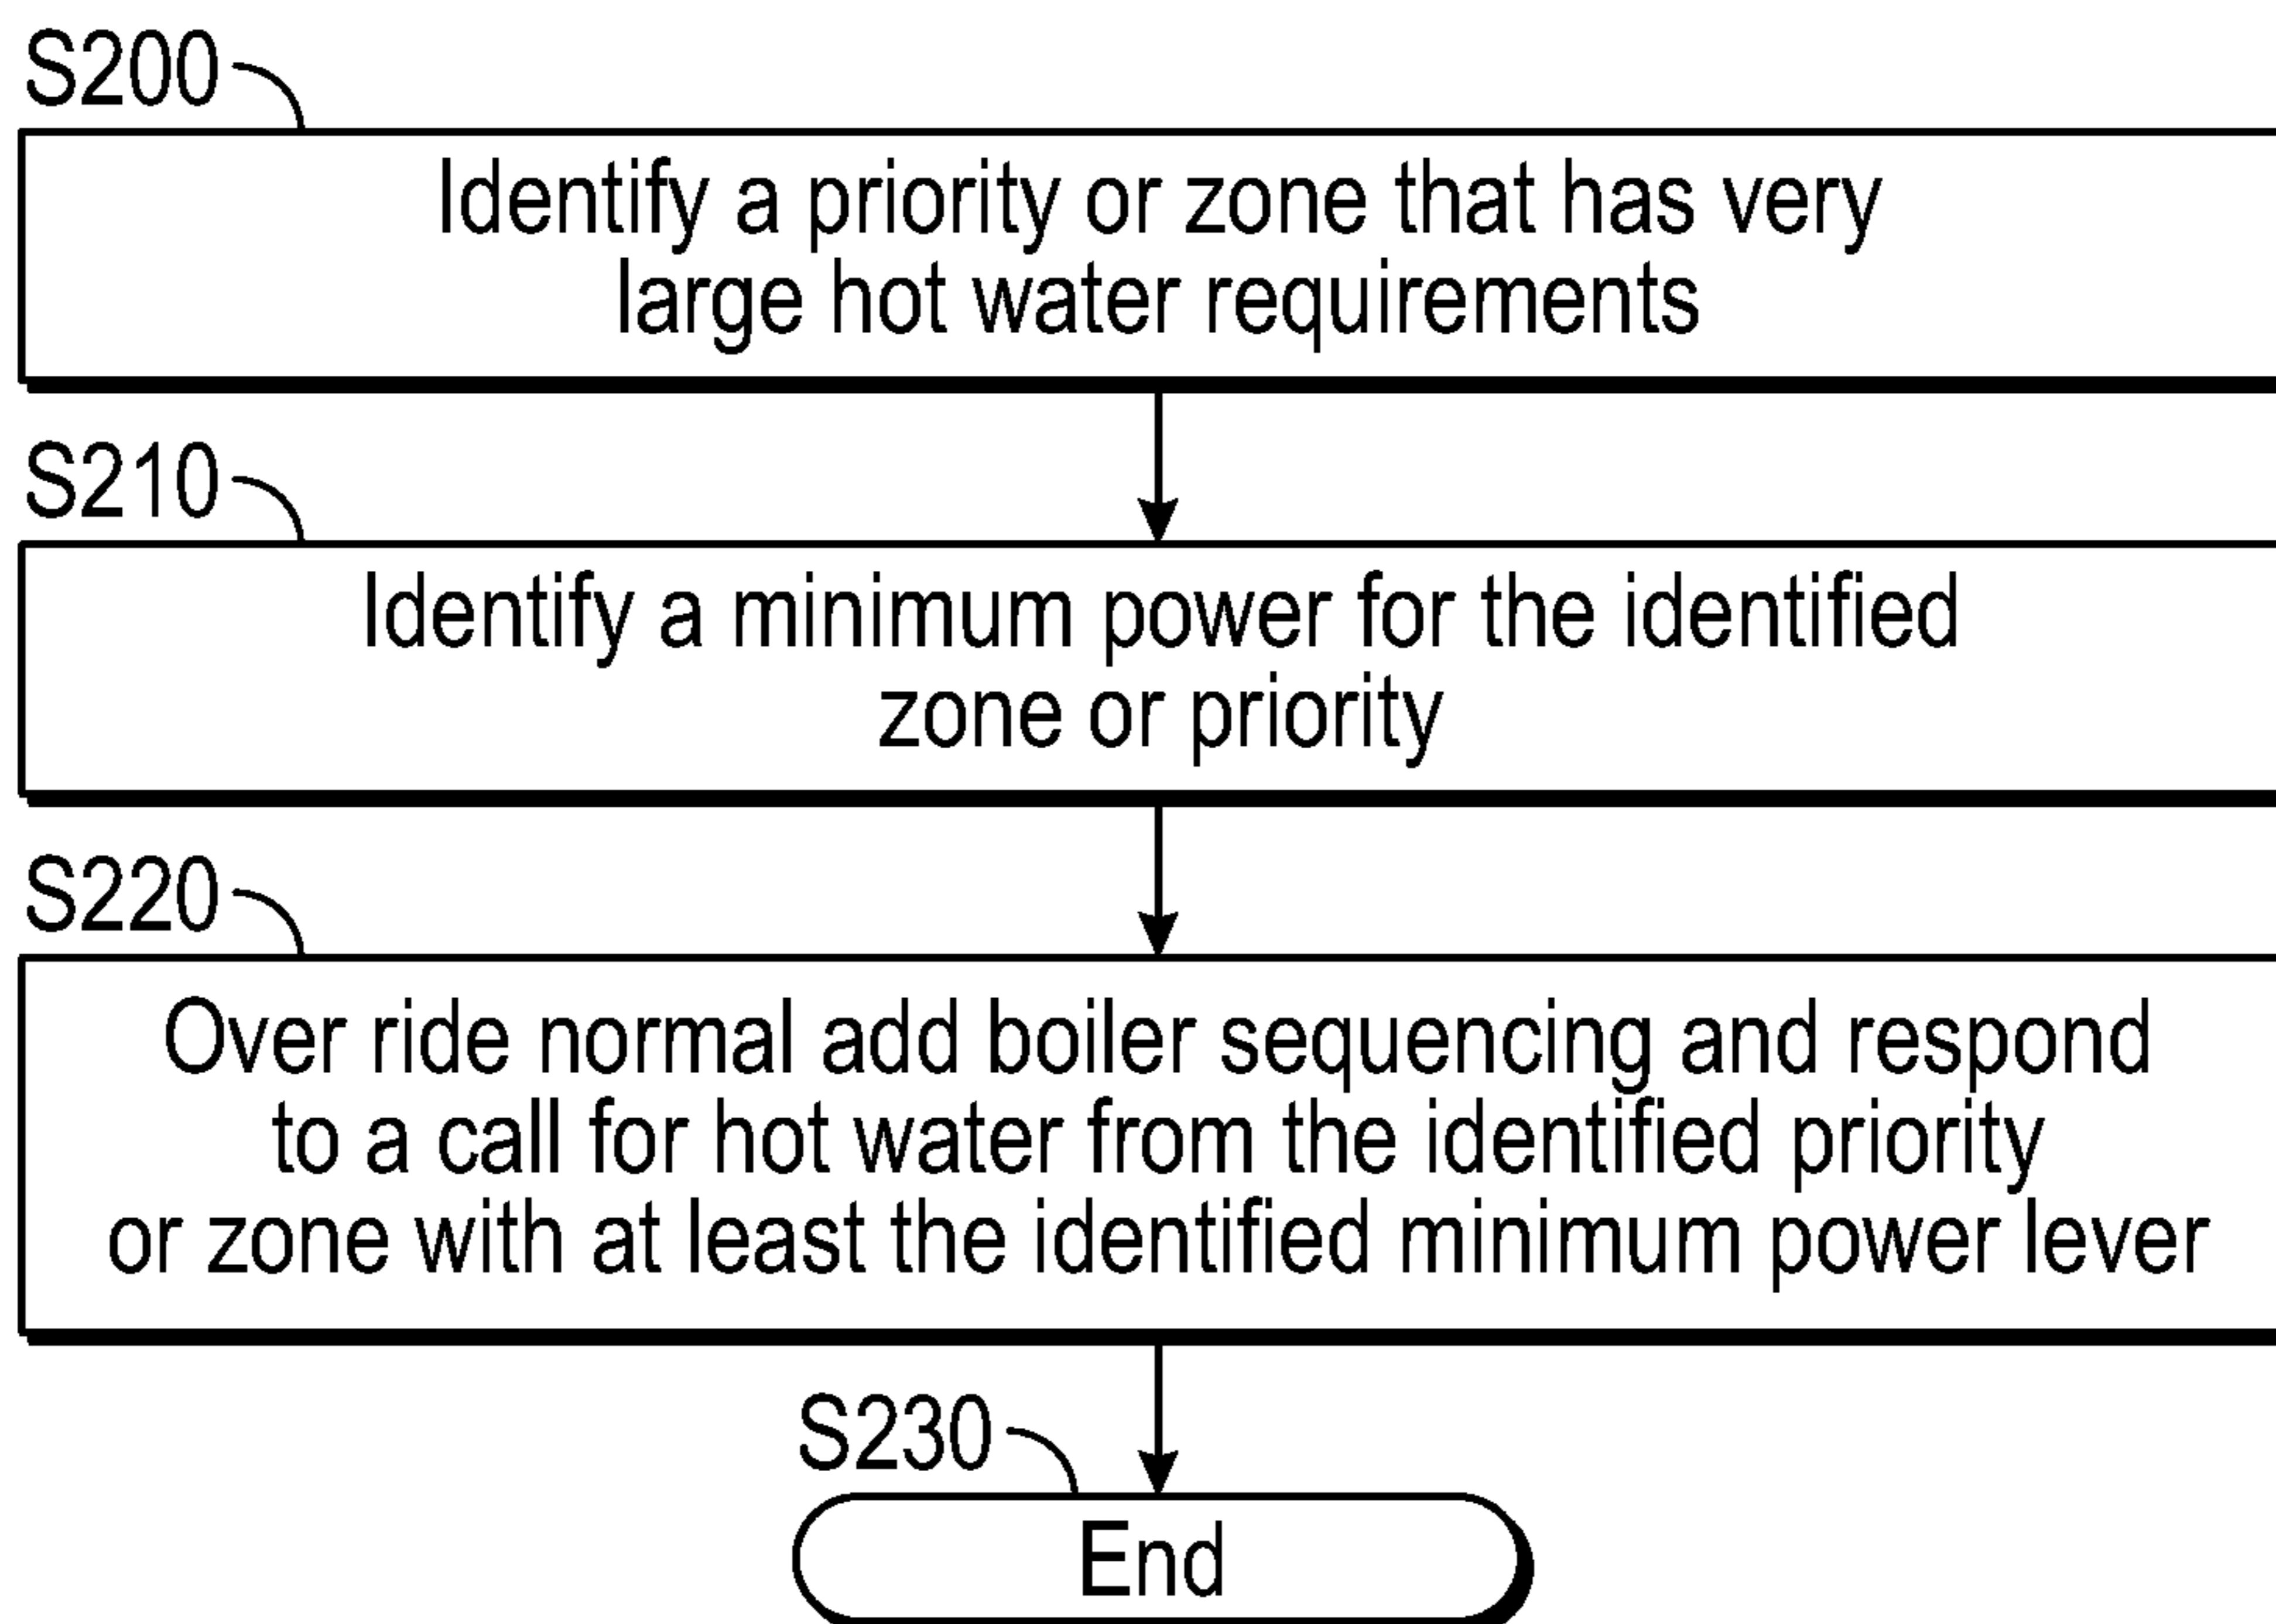 S200
Identify a priority or zone that has very
large hot water requirements
S210
Identify a minimum power for the identified
zone or priority
S220
Over ride normal add boiler sequencing and respond
to a call for hot water from the identified priority
or zone with at least the identified minimum power lever
S230
End